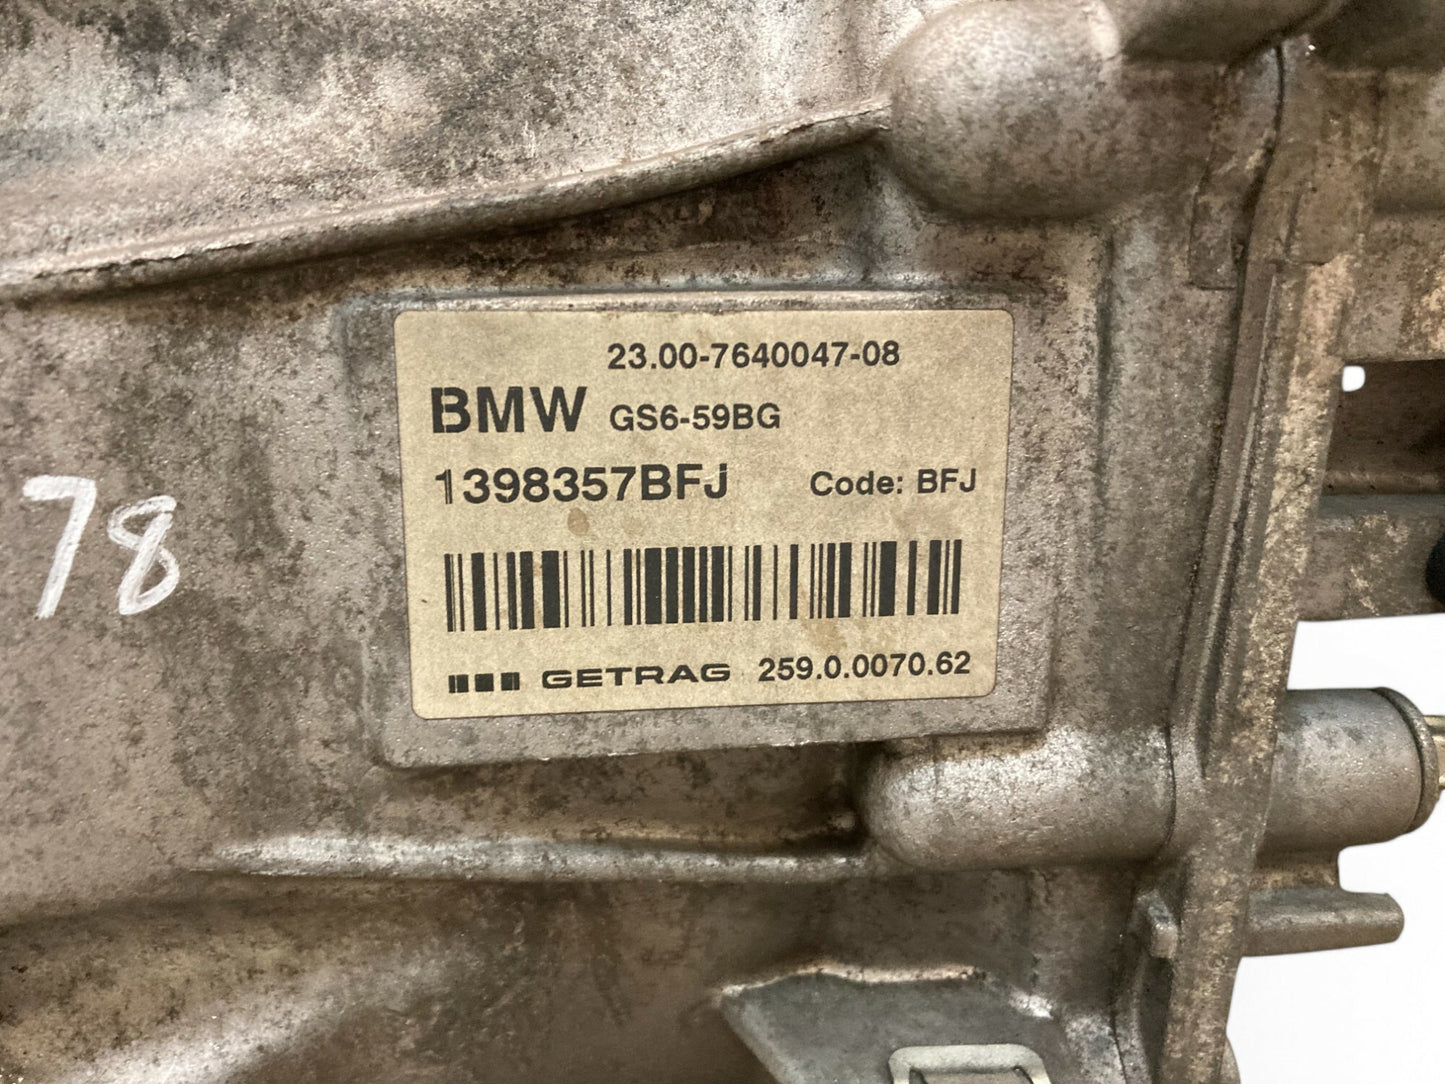 23.00-7640047-08
BMW GS6-59BG
1398357BFJ Code: BFJ
GETRAG 259.0.0070.62
78